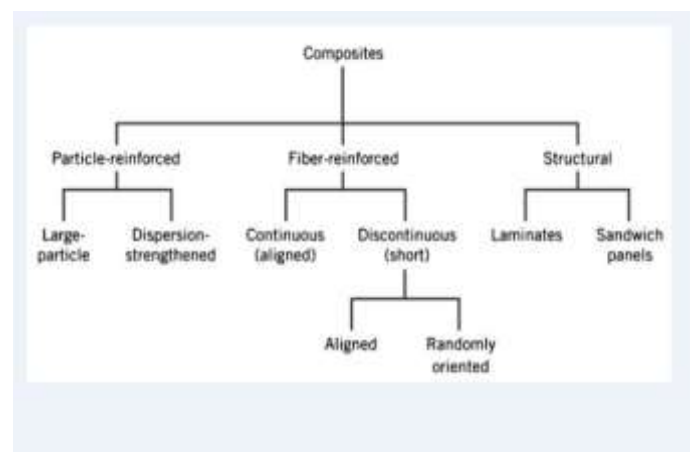 Composites
Particle-reinforced
Fiber-reinforced
Structural
Large-
particle
Dispersion-
strengthened
Continuous
(aligned)
Discontinuous
(short)
Laminates
Sandwich
panels
Aligned
Randomly
oriented